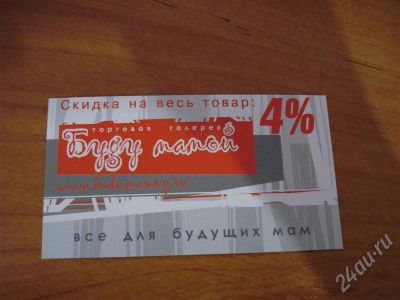 Скидка на весь товар: 4%
торговая галерея
Буду мамой
все для будущих мам
24au.ru